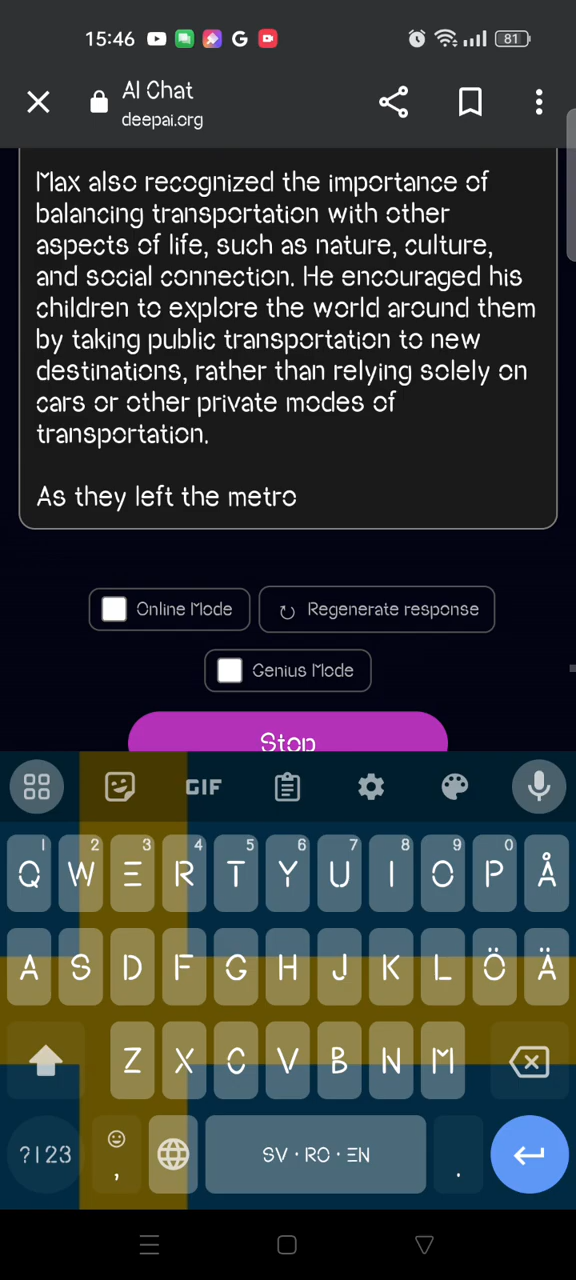 15:46
81
AI Chat
deepai.org
Max also recognized the importance of
balancing transportation with other
aspects of life, such as nature, culture,
and social connection. He encouraged his
children to explore the world around them
by taking public transportation to new
destinations, rather than relying solely on
cars or other private modes of
transportation.
As they left the metro
Online Mode
Regenerate response
Genius Mode
Stop
GIF
1 2 3 4 5 6 7 8 9 0
Q W E R T Y U I O P Å
A S D F G H J K L Ö Ä
Z X C V B N M
?123 , SV · RO · EN .